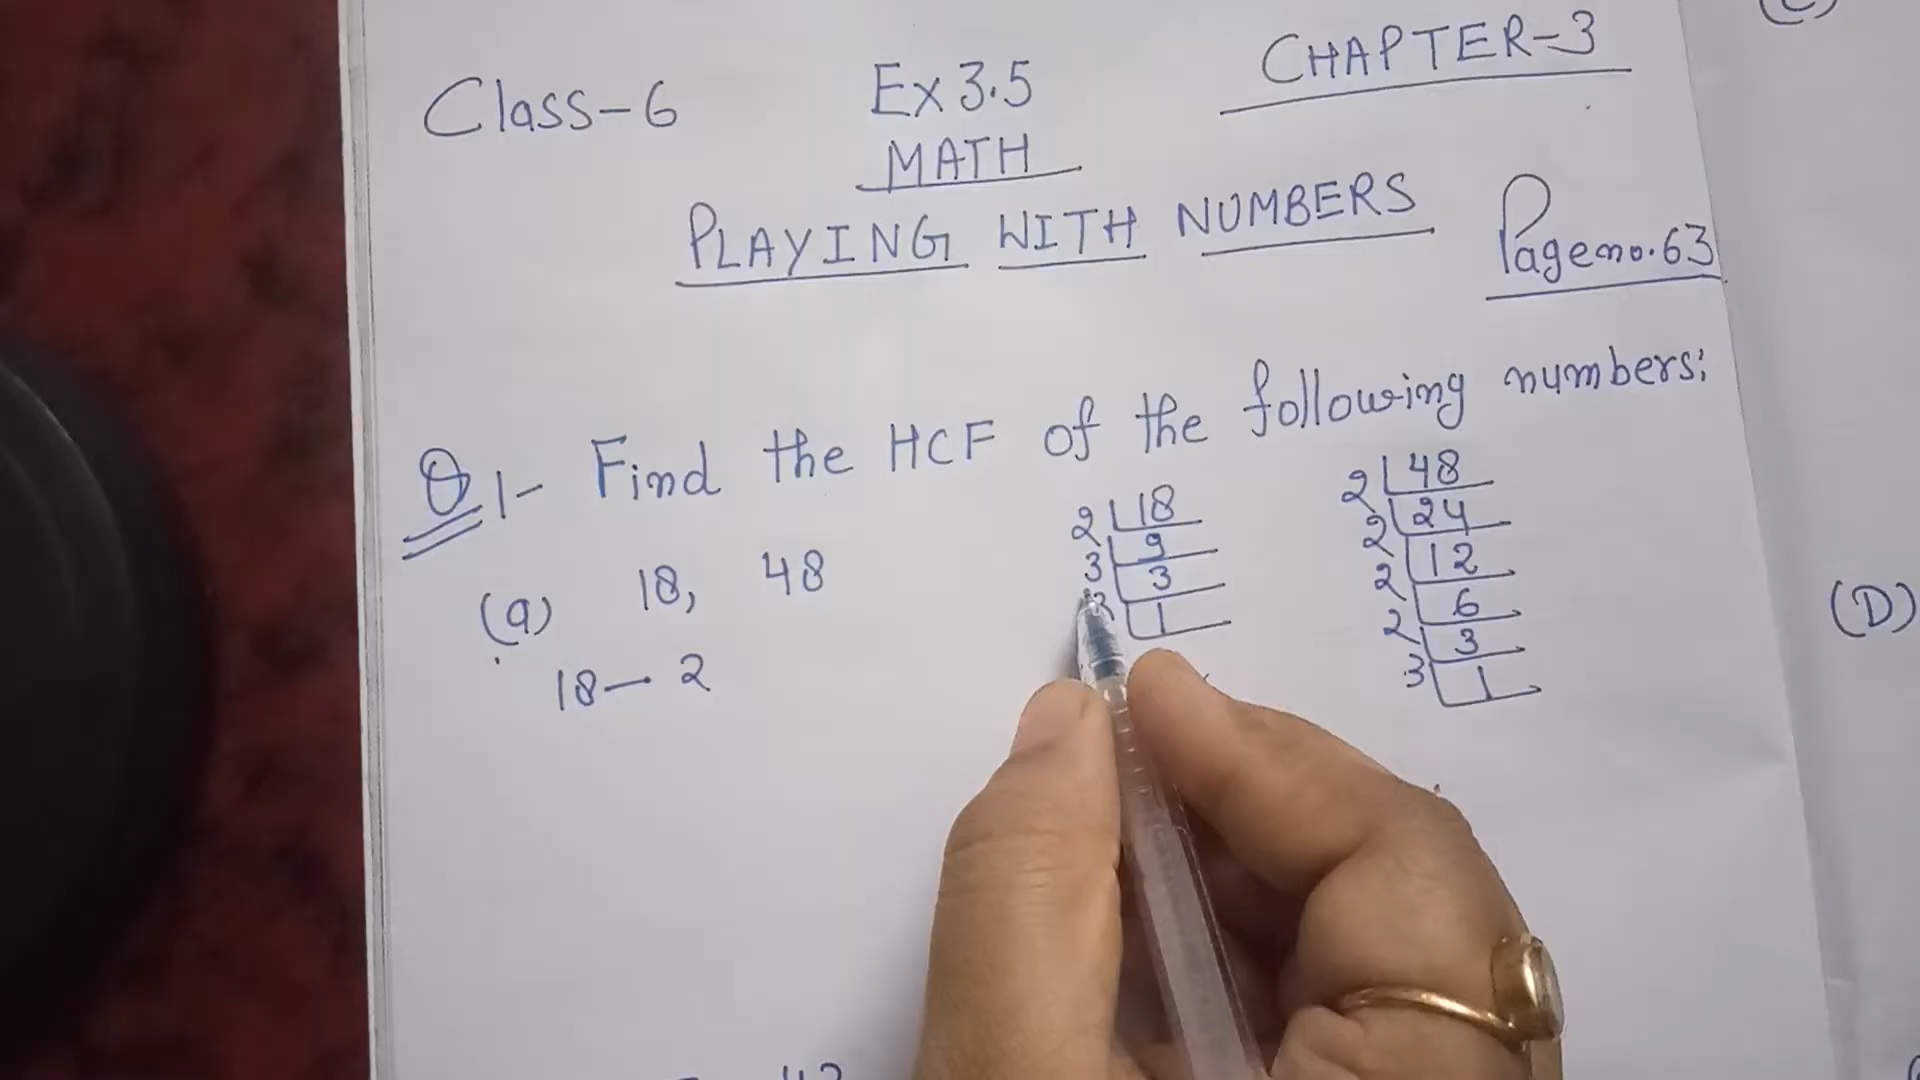 Class-6 Ex 3.5 CHAPTER-3
MATH
PLAYING WITH NUMBERS Page no. 63
Q 1- Find the HCF of the following numbers:
(a) 18, 48
18 — 2
2 | 18
3 | 9
3 | 3
1
2 | 48
2 | 24
2 | 12
2 | 6
3 | 3
1
(D)